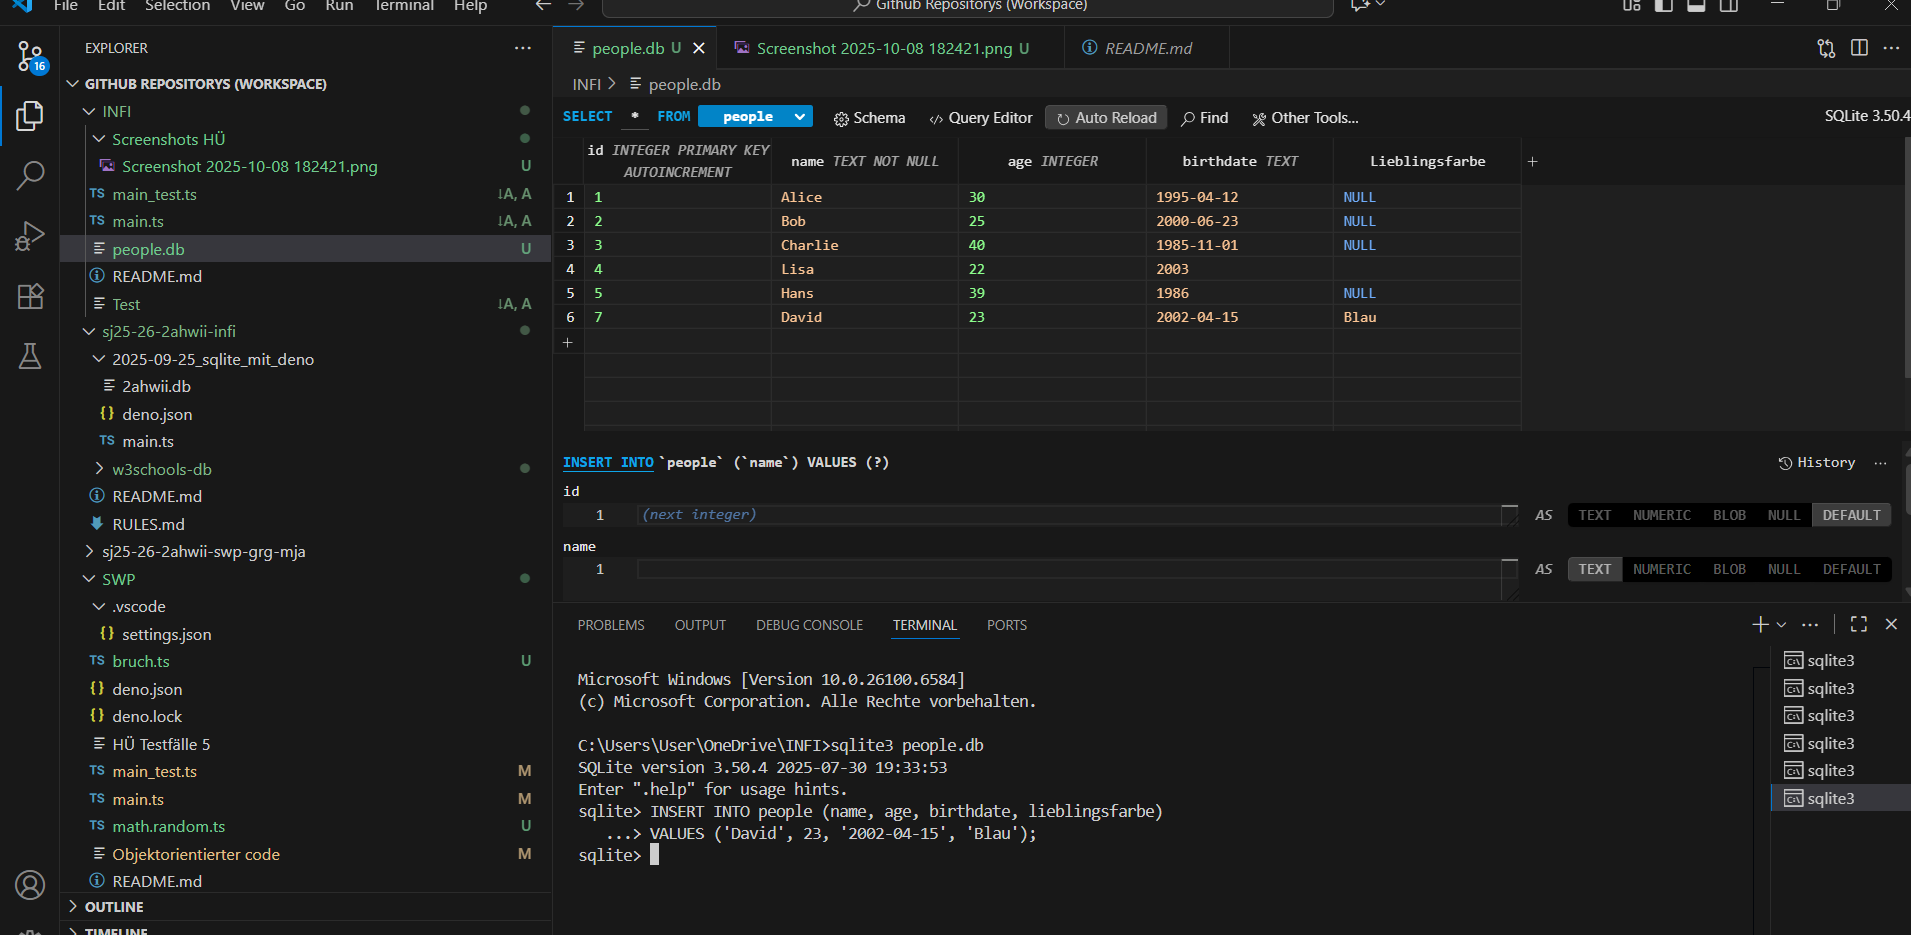 File Edit Selection View Go Run Terminal Help
Github Repositorys (Workspace)
16
EXPLORER
GITHUB REPOSITORYS (WORKSPACE)
INFI
Screenshots HÜ
Screenshot 2025-10-08 182421.png U
TS main_test.ts ↓A, A
TS main.ts ↓A, A
people.db U
README.md
Test ↓A, A
sj25-26-2ahwii-infi
2025-09-25_sqlite_mit_deno
2ahwii.db
{} deno.json
TS main.ts
w3schools-db
README.md
RULES.md
sj25-26-2ahwii-swp-grg-mja
SWP
.vscode
{} settings.json
TS bruch.ts U
{} deno.json
{} deno.lock
HÜ Testfälle 5
TS main_test.ts M
TS main.ts M
TS math.random.ts U
Objektorientierter code M
README.md
OUTLINE
TIMELINE
people.db U
Screenshot 2025-10-08 182421.png U
README.md
INFI > people.db
SELECT * FROM people Schema Query Editor Auto Reload Find Other Tools... SQLite 3.50.4
id INTEGER PRIMARY KEY AUTOINCREMENT name TEXT NOT NULL age INTEGER birthdate TEXT Lieblingsfarbe +
1 1 Alice 30 1995-04-12 NULL
2 2 Bob 25 2000-06-23 NULL
3 3 Charlie 40 1985-11-01 NULL
4 4 Lisa 22 2003
5 5 Hans 39 1986 NULL
6 7 David 23 2002-04-15 Blau
+
INSERT INTO `people` (`name`) VALUES (?) History ...
id
1 (next integer) AS TEXT NUMERIC BLOB NULL DEFAULT
name
1 AS TEXT NUMERIC BLOB NULL DEFAULT
PROBLEMS OUTPUT DEBUG CONSOLE TERMINAL PORTS
Microsoft Windows [Version 10.0.26100.6584]
(c) Microsoft Corporation. Alle Rechte vorbehalten.
C:\Users\User\OneDrive\INFI>sqlite3 people.db
SQLite version 3.50.4 2025-07-30 19:33:53
Enter ".help" for usage hints.
sqlite> INSERT INTO people (name, age, birthdate, lieblingsfarbe)
...> VALUES ('David', 23, '2002-04-15', 'Blau');
sqlite>
sqlite3
sqlite3
sqlite3
sqlite3
sqlite3
sqlite3